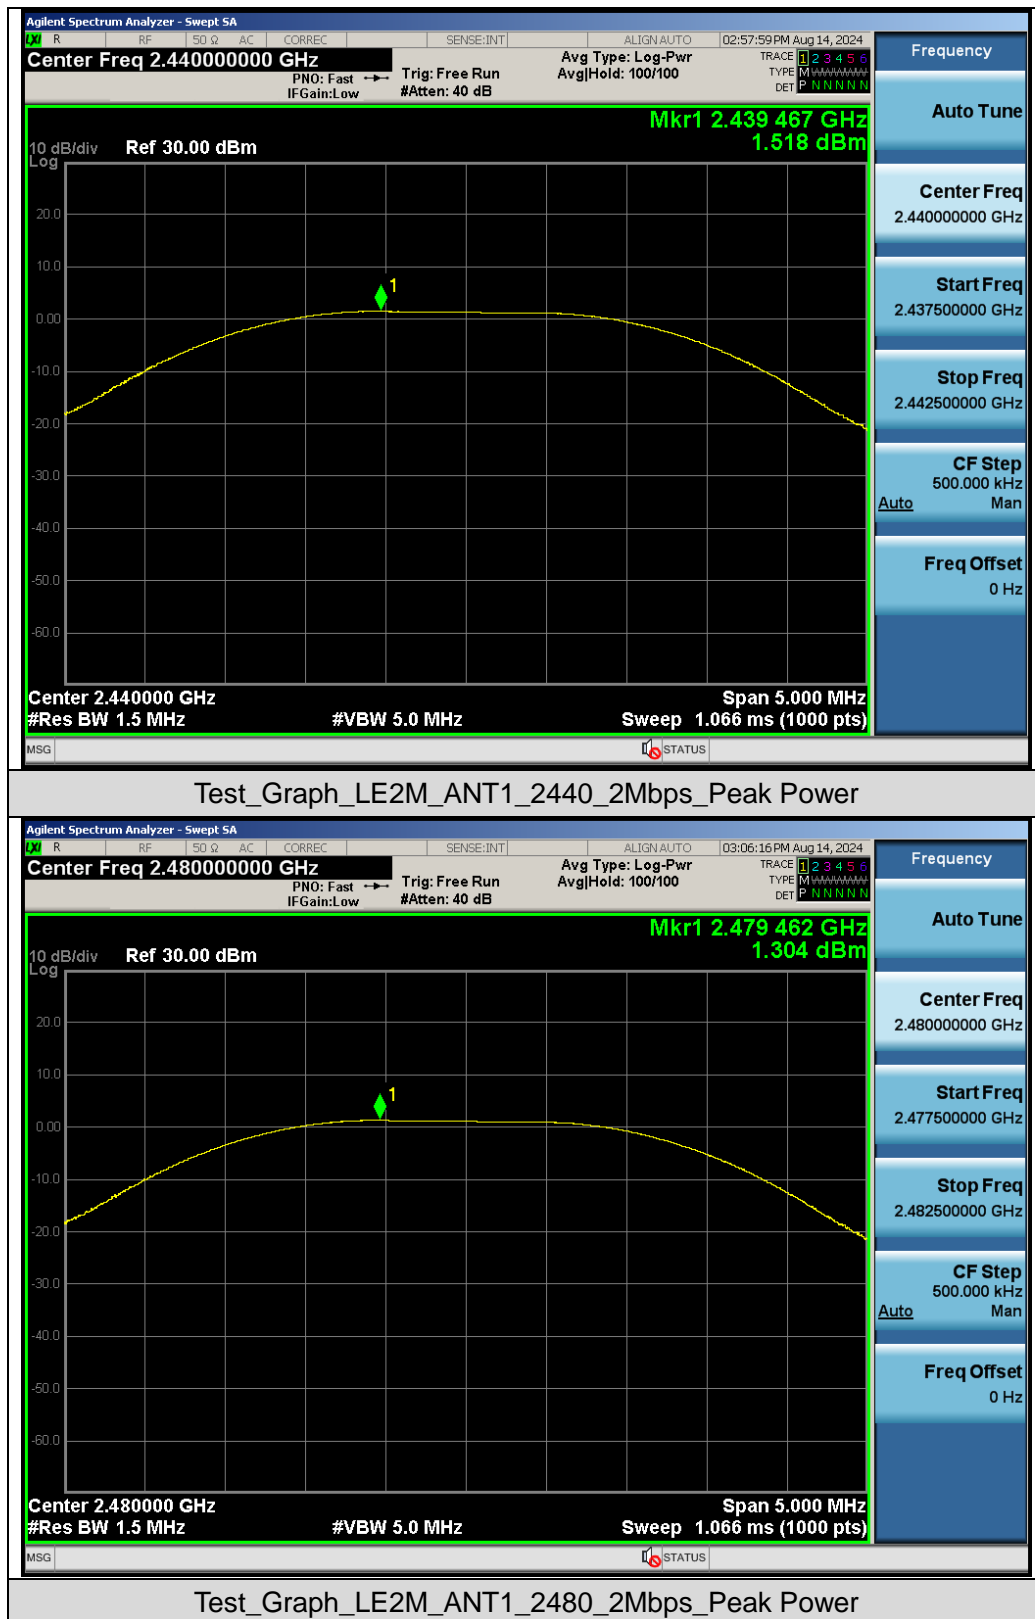 Agilent Spectrum Analyzer - Swept SA
LXI R RF 50 Ω AC CORREC SENSE:INT ALIGN AUTO 02:57:59 PM Aug 14, 2024
Center Freq 2.440000000 GHz
PNO: Fast
IFGain:Low
Trig: Free Run
#Atten: 40 dB
Avg Type: Log-Pwr
Avg|Hold: 100/100
TRACE 1 2 3 4 5 6
TYPE M WWWWW
DET P N N N N N
Mkr1 2.439 467 GHz
1.518 dBm
10 dB/div Ref 30.00 dBm
Log
20.0
10.0
1
0.00
-10.0
-20.0
-30.0
-40.0
-50.0
-60.0
Center 2.440000 GHz Span 5.000 MHz
#Res BW 1.5 MHz #VBW 5.0 MHz Sweep 1.066 ms (1000 pts)
MSG STATUS
Frequency
Auto Tune
Center Freq
2.440000000 GHz
Start Freq
2.437500000 GHz
Stop Freq
2.442500000 GHz
CF Step
500.000 kHz
Auto Man
Freq Offset
0 Hz
Test_Graph_LE2M_ANT1_2440_2Mbps_Peak Power
Agilent Spectrum Analyzer - Swept SA
LXI R RF 50 Ω AC CORREC SENSE:INT ALIGN AUTO 03:06:16 PM Aug 14, 2024
Center Freq 2.480000000 GHz
PNO: Fast
IFGain:Low
Trig: Free Run
#Atten: 40 dB
Avg Type: Log-Pwr
Avg|Hold: 100/100
TRACE 1 2 3 4 5 6
TYPE M WWWWW
DET P N N N N N
Mkr1 2.479 462 GHz
1.304 dBm
10 dB/div Ref 30.00 dBm
Log
20.0
10.0
1
0.00
-10.0
-20.0
-30.0
-40.0
-50.0
-60.0
Center 2.480000 GHz Span 5.000 MHz
#Res BW 1.5 MHz #VBW 5.0 MHz Sweep 1.066 ms (1000 pts)
MSG STATUS
Frequency
Auto Tune
Center Freq
2.480000000 GHz
Start Freq
2.477500000 GHz
Stop Freq
2.482500000 GHz
CF Step
500.000 kHz
Auto Man
Freq Offset
0 Hz
Test_Graph_LE2M_ANT1_2480_2Mbps_Peak Power